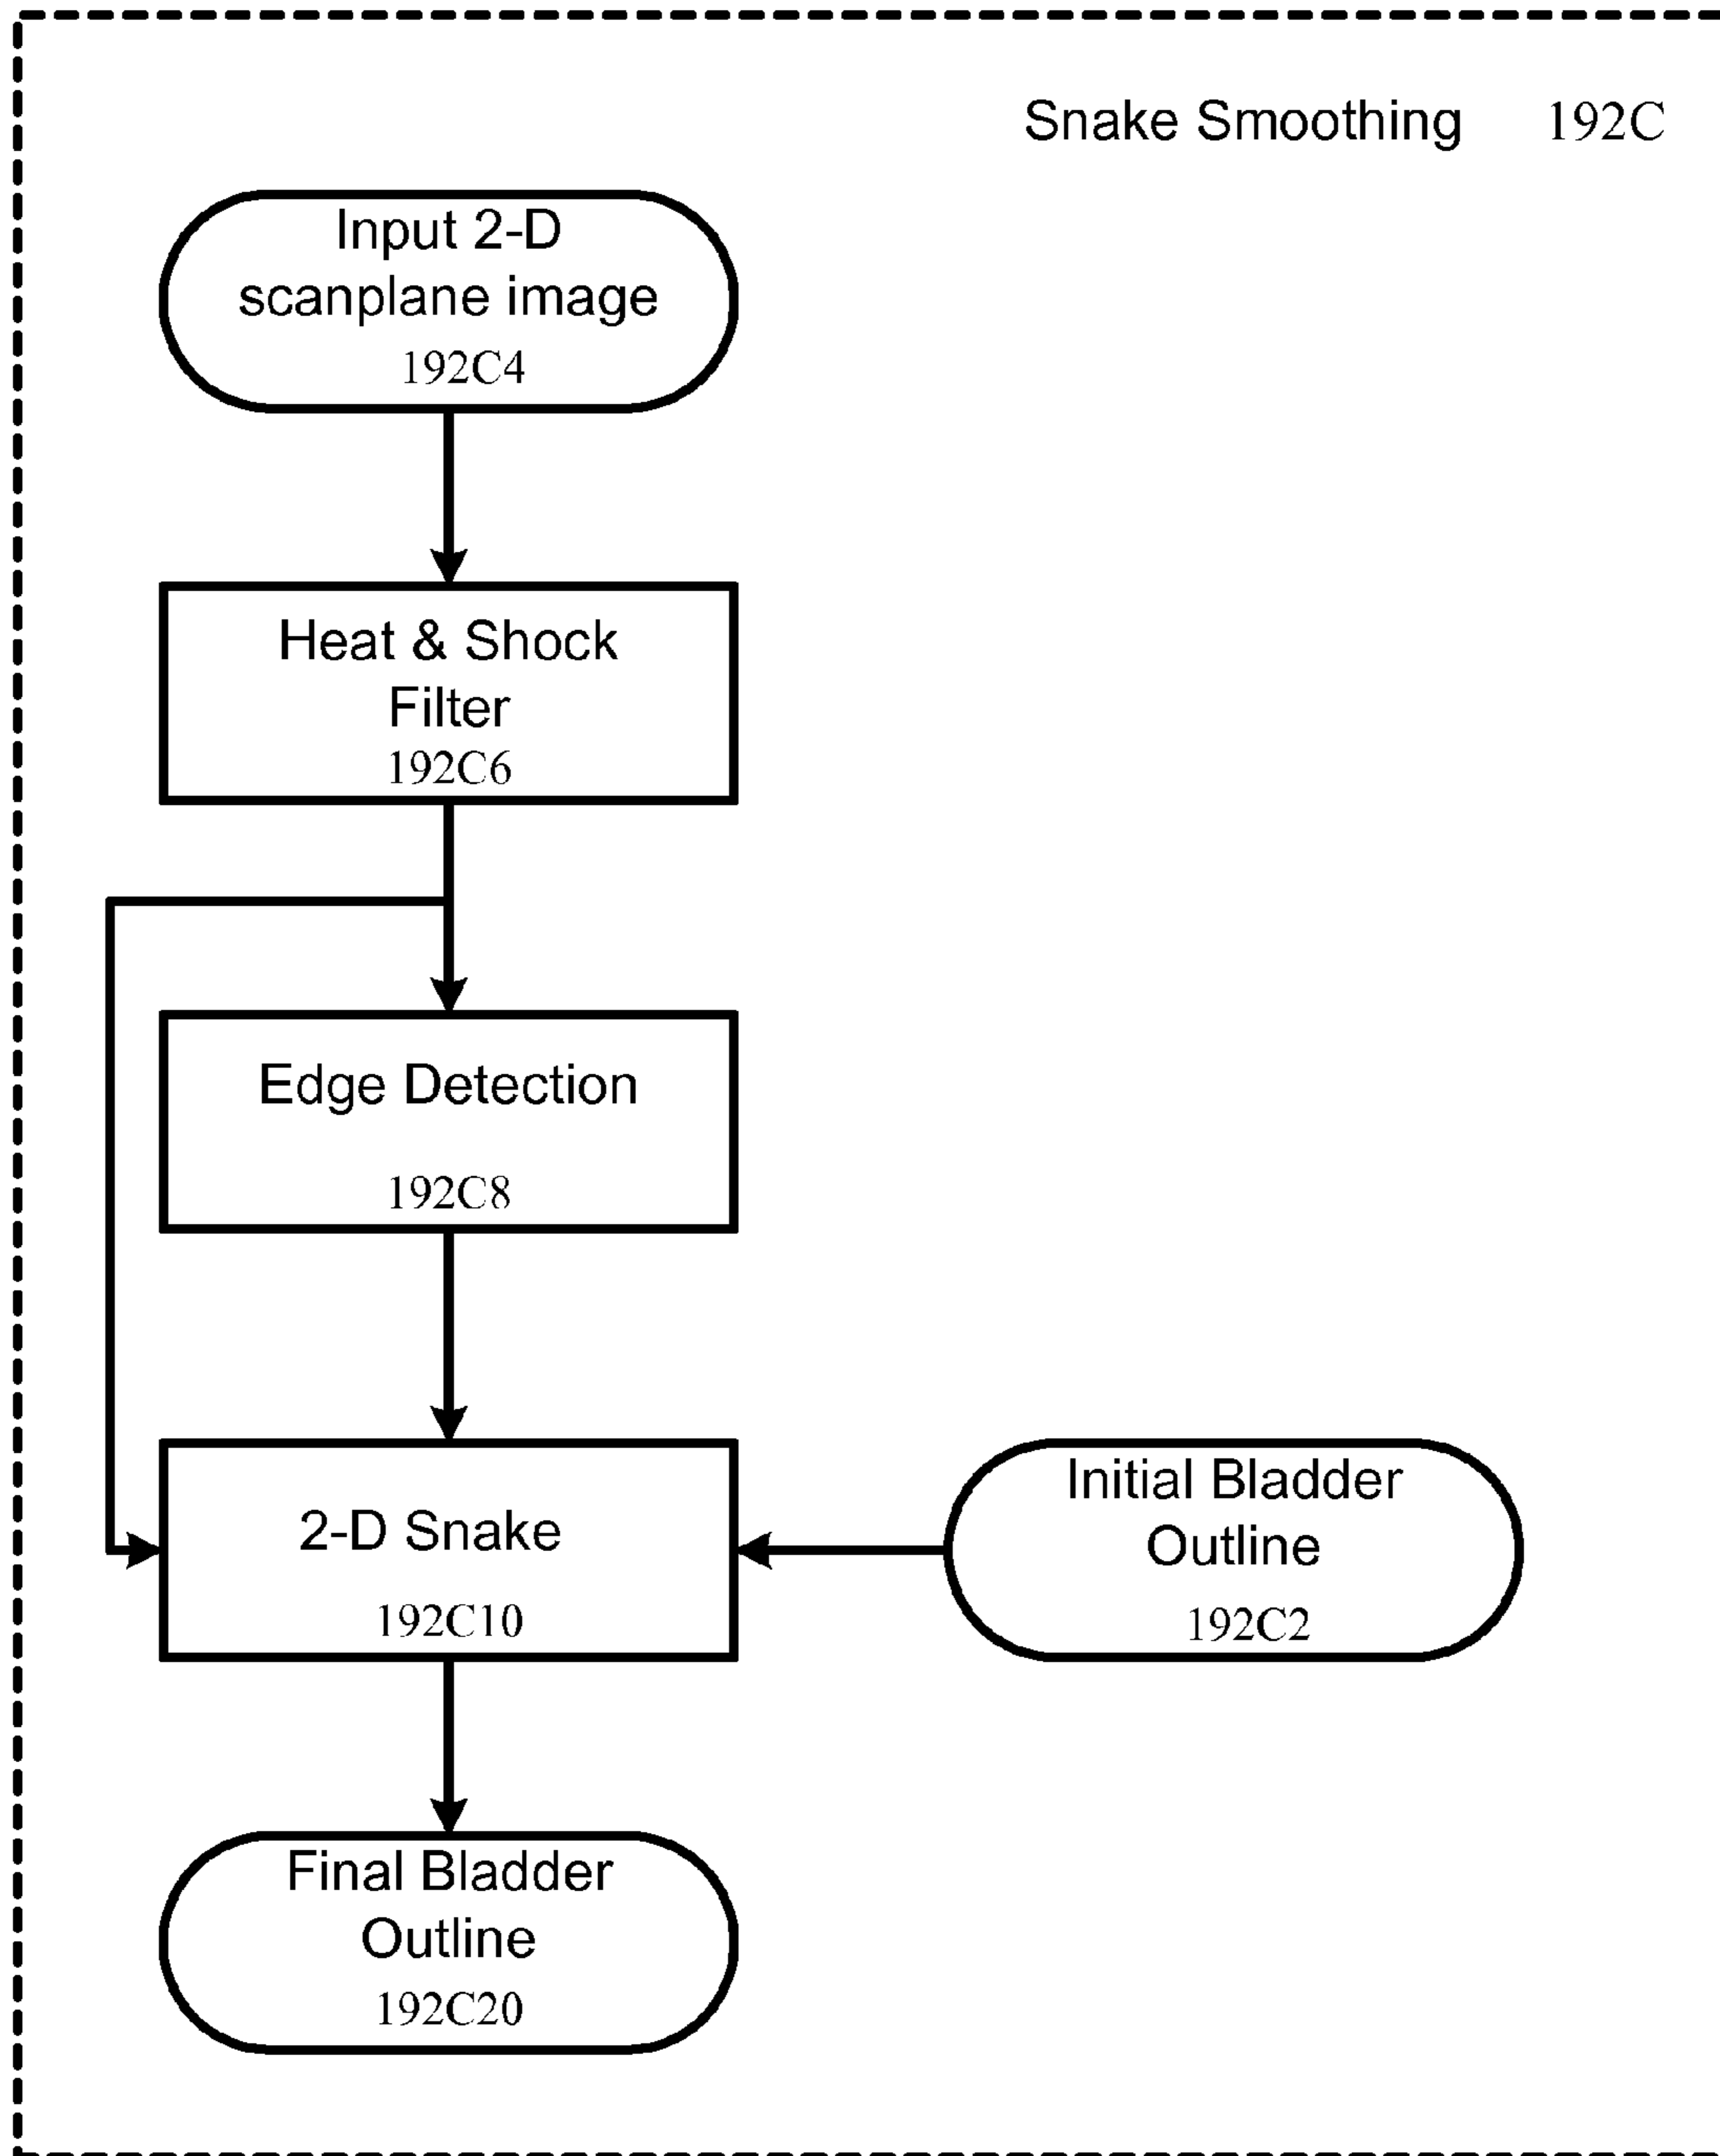 Snake Smoothing 192C
Input 2-D
scanplane image
192C4
Heat & Shock
Filter
192C6
Edge Detection
192C8
2-D Snake
192C10
Initial Bladder
Outline
192C2
Final Bladder
Outline
192C20